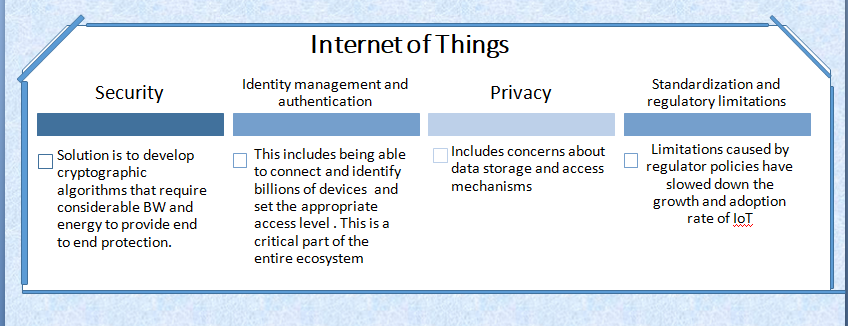 Internet of Things
Security
Solution is to develop
cryptographic
algorithms that require
considerable BW and
energy to provide end
to end protection.
Identity management and
authentication
This includes being able
to connect and identify
billions of devices  and
set the appropriate
access level . This is a
critical part of the
entire ecosystem
Privacy
Includes concerns about
data storage and access
mechanisms
Standardization and
regulatory limitations
Limitations caused by
regulator policies have
slowed down the
growth and adoption
rate of IoT